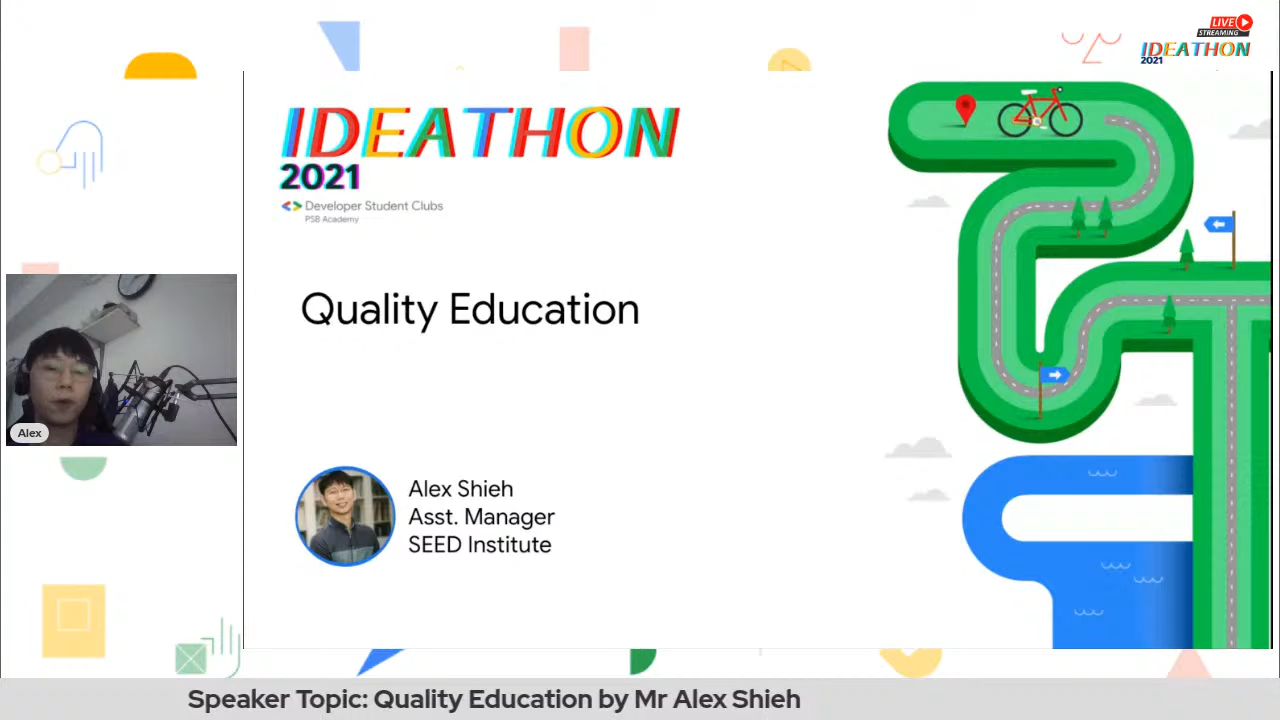 LIVE
STREAMING
IDEATHON
2021
IDEATHON
2021
Developer Student Clubs
PSB Academy
Quality Education
Alex
Alex Shieh
Asst. Manager
SEED Institute
Speaker Topic: Quality Education by Mr Alex Shieh